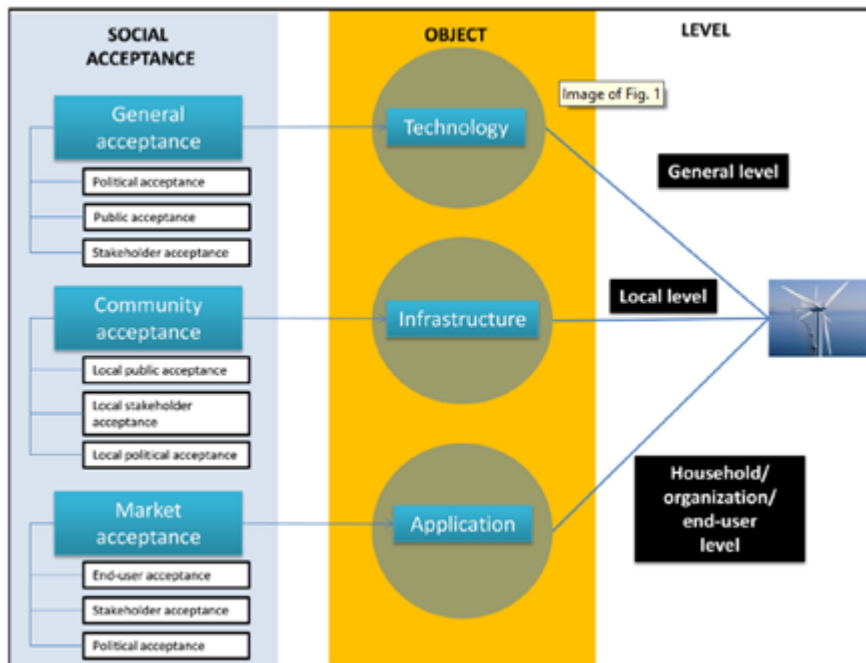 SOCIAL
ACCEPTANCE
OBJECT
LEVEL
General
acceptance
Political acceptance
Public acceptance
Stakeholder acceptance
Technology
Image of Fig. 1
General level
Community
acceptance
Local public acceptance
Local stakeholder
acceptance
Local political acceptance
Infrastructure
Local level
Market
acceptance
End-user acceptance
Stakeholder acceptance
Political acceptance
Application
Household/
organization/
end-user
level